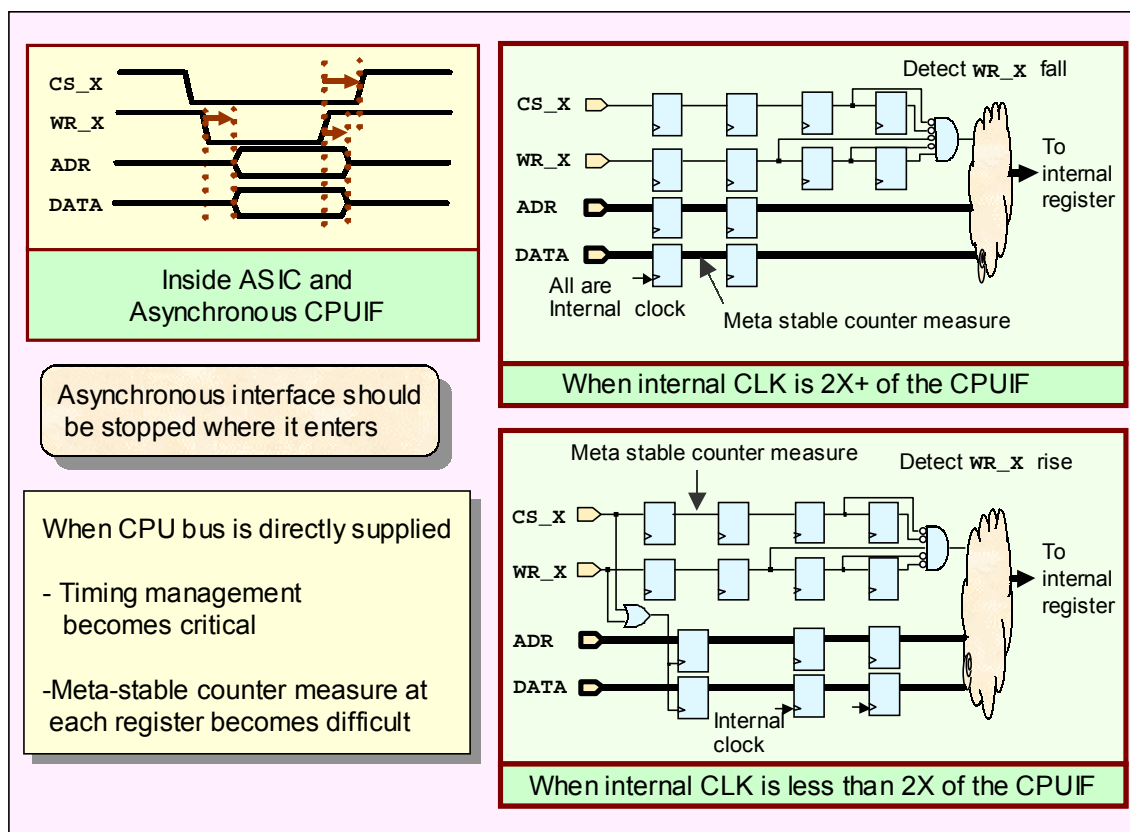 CS_X
WR_X
ADR
DATA
Inside ASIC and
Asynchronous CPUIF
Asynchronous interface should
be stopped where it enters
When CPU bus is directly supplied
- Timing management
becomes critical
-Meta-stable counter measure at
each register becomes difficult
Detect WR_X fall
CS_X
WR_X
ADR
DATA
To
internal
register
All are
Internal clock
Meta stable counter measure
When internal CLK is 2X+ of the CPUIF
Meta stable counter measure
Detect WR_X rise
CS_X
WR_X
ADR
DATA
To
internal
register
Internal
clock
When internal CLK is less than 2X of the CPUIF